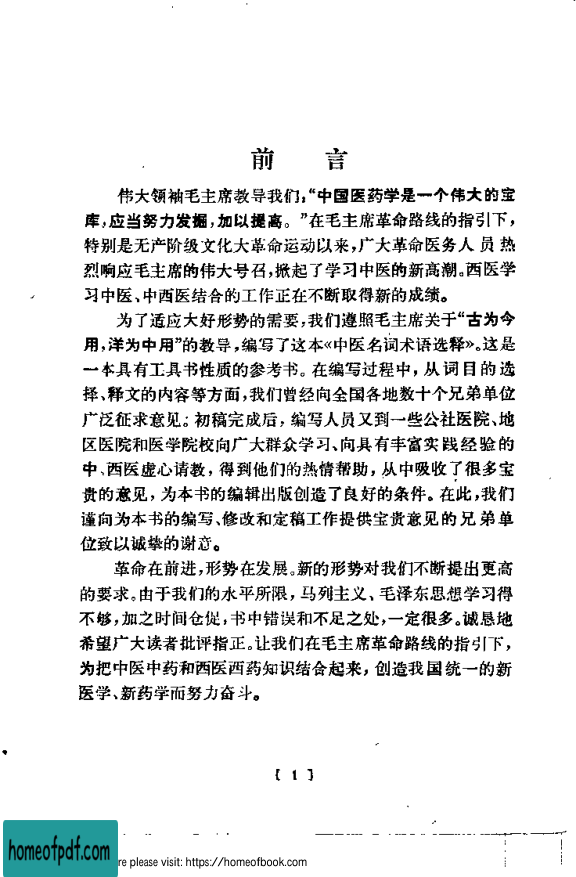 前言
伟大领袖毛主席教导我们：“中国医药学是一个伟大的宝
库，应当努力发掘，加以提高。”在毛主席革命路线的指引下，
特别是无产阶级文化大革命运动以来，广大革命医务人员热
烈响应毛主席的伟大号召，掀起了学习中医的新高潮。西医学
习中医、中西医结合的工作正在不断取得新的成绩。
为了适应大好形势的需要，我们遵照毛主席关于“古为今
用，洋为中用”的教导，编写了这本《中医名词术语选释》。这是
一本具有工具书性质的参考书。在编写过程中，从词目的选
择、释文的内容等方面，我们曾经向全国各地数十个兄弟单位
广泛征求意见；初稿完成后，编写人员又到一些公社医院、地
区医院和医学院校向广大群众学习、向具有丰富实践经验的
中、西医虚心请教，得到他们的热情帮助，从中吸收了很多宝
贵的意见，为本书的编辑出版创造了良好的条件。在此，我们
谨向为本书的编写、修改和定稿工作提供宝贵意见的兄弟单
位致以诚挚的谢意。
革命在前进，形势在发展。新的形势对我们不断提出更高
的要求。由于我们的水平所限，马列主义、毛泽东思想学习得
不够，加之时间仓促，书中错误和不足之处，一定很多。诚恳地
希望广大读者批评指正。让我们在毛主席革命路线的指引下，
为把中医中药和西医西药知识结合起来，创造我国统一的新
医学、新药学而努力奋斗。
〔1〕
homeofpdf.com
re please visit: https://homeofbook.com